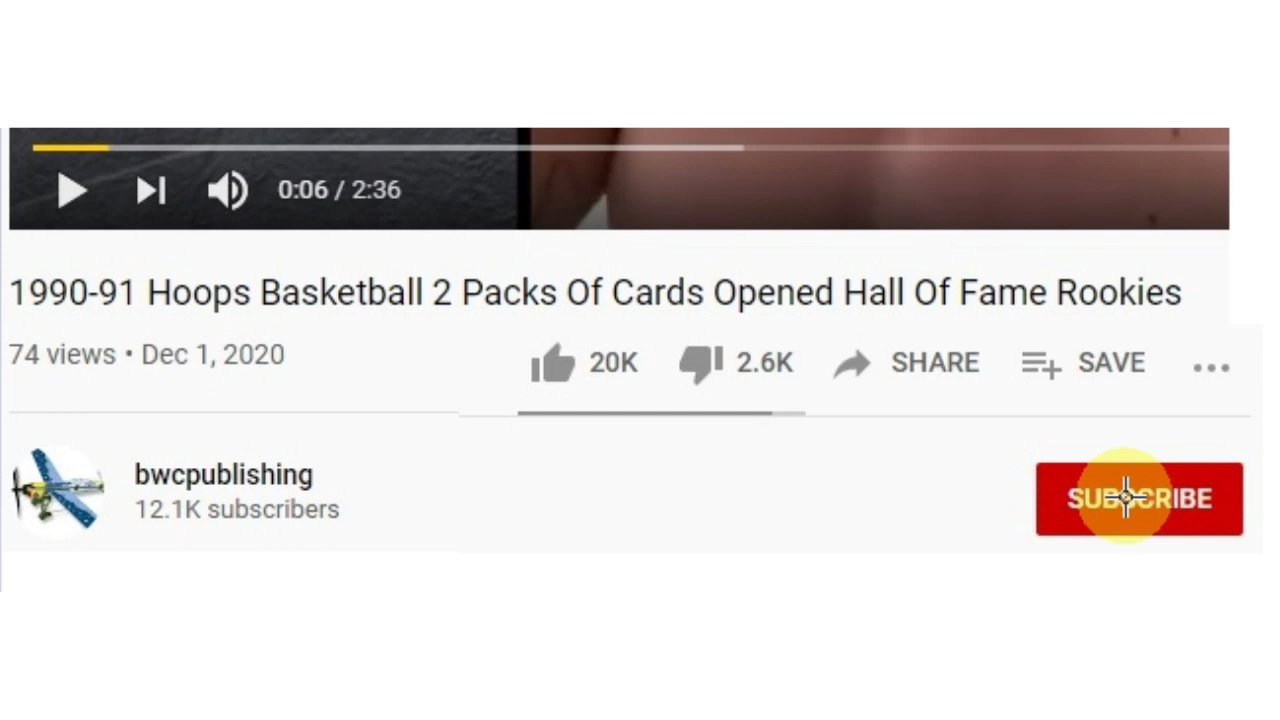 0:06 / 2:36
1990-91 Hoops Basketball 2 Packs Of Cards Opened Hall Of Fame Rookies
74 views • Dec 1, 2020
20K 2.6K SHARE SAVE
bwcpublishing
12.1K subscribers
SUBSCRIBE